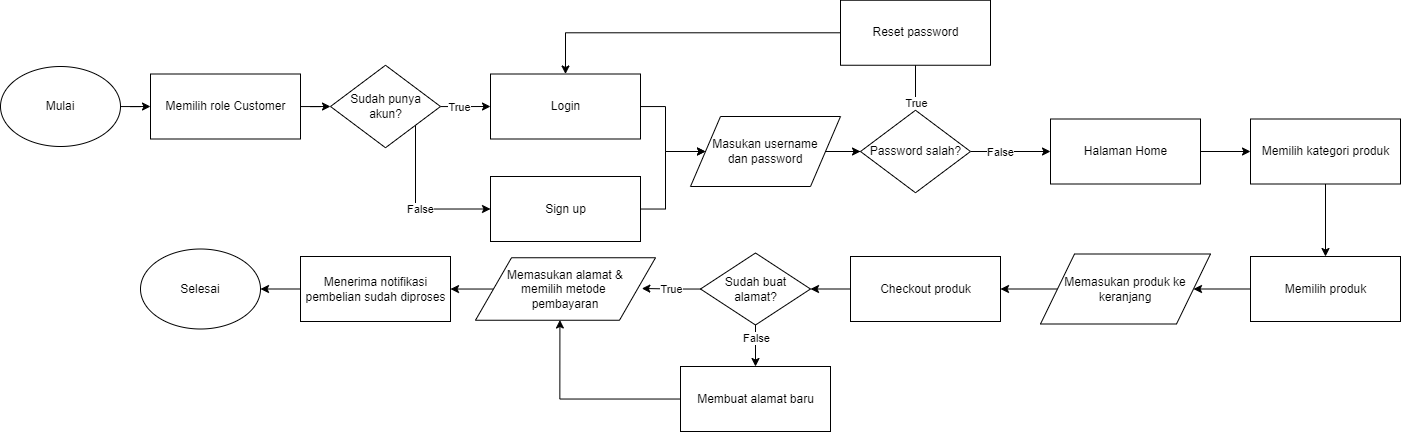 Reset password
Mulai
Memilih role Customer
Sudah punya
akun?
True
Login
True
Masukan username
dan password
Password salah?
False
Halaman Home
Memilih kategori produk
False
Sign up
Selesai
Menerima notifikasi
pembelian sudah diproses
Memasukan alamat &
memilih metode
pembayaran
True
Sudah buat
alamat?
Checkout produk
Memasukan produk ke
keranjang
Memilih produk
False
Membuat alamat baru